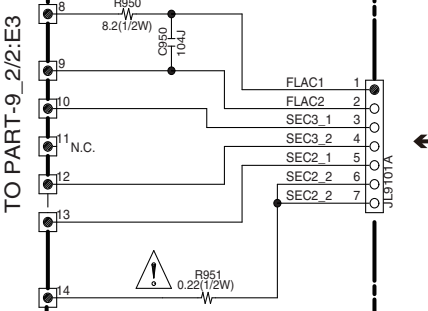 TO PART-9_2/2:E3
8
R950
8.2(1/2W)
C950
104J
9
10
11
N.C.
12
13
14
R951
0.22(1/2W)
FLAC1 1
FLAC2 2
SEC3_1 3
SEC3_2 4
SEC2_1 5
SEC2_2 6
SEC2_2 7
JL9101A
!